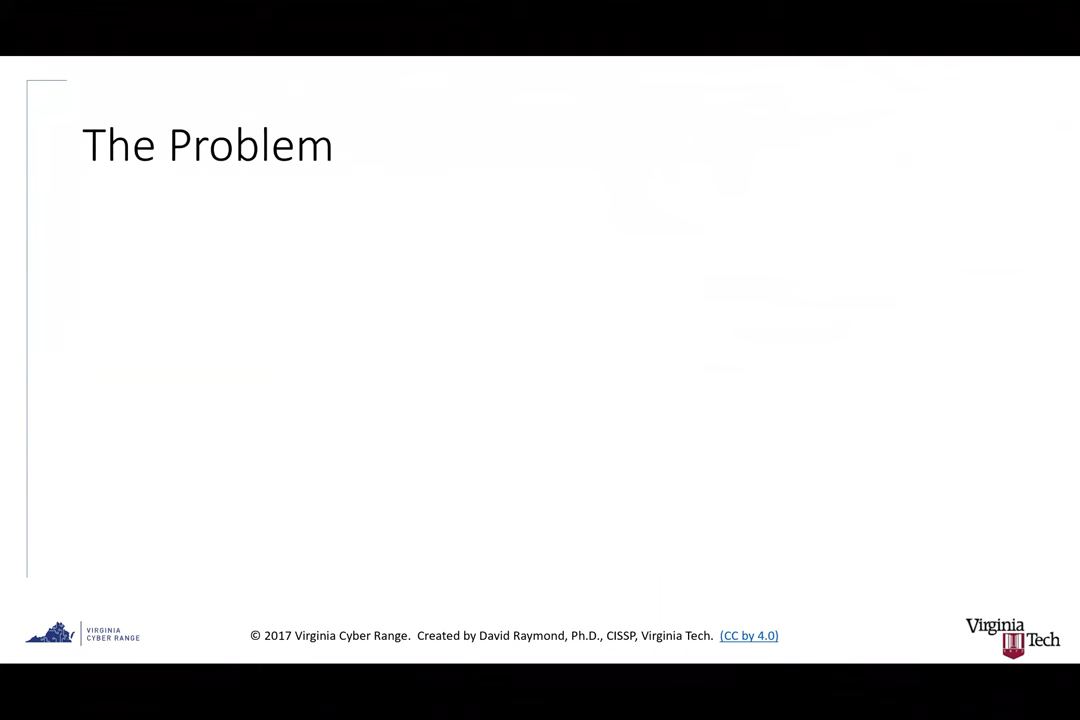 The Problem
VIRGINIA
CYBER RANGE
© 2017 Virginia Cyber Range. Created by David Raymond, Ph.D., CISSP, Virginia Tech. (CC by 4.0)
Virginia
Tech